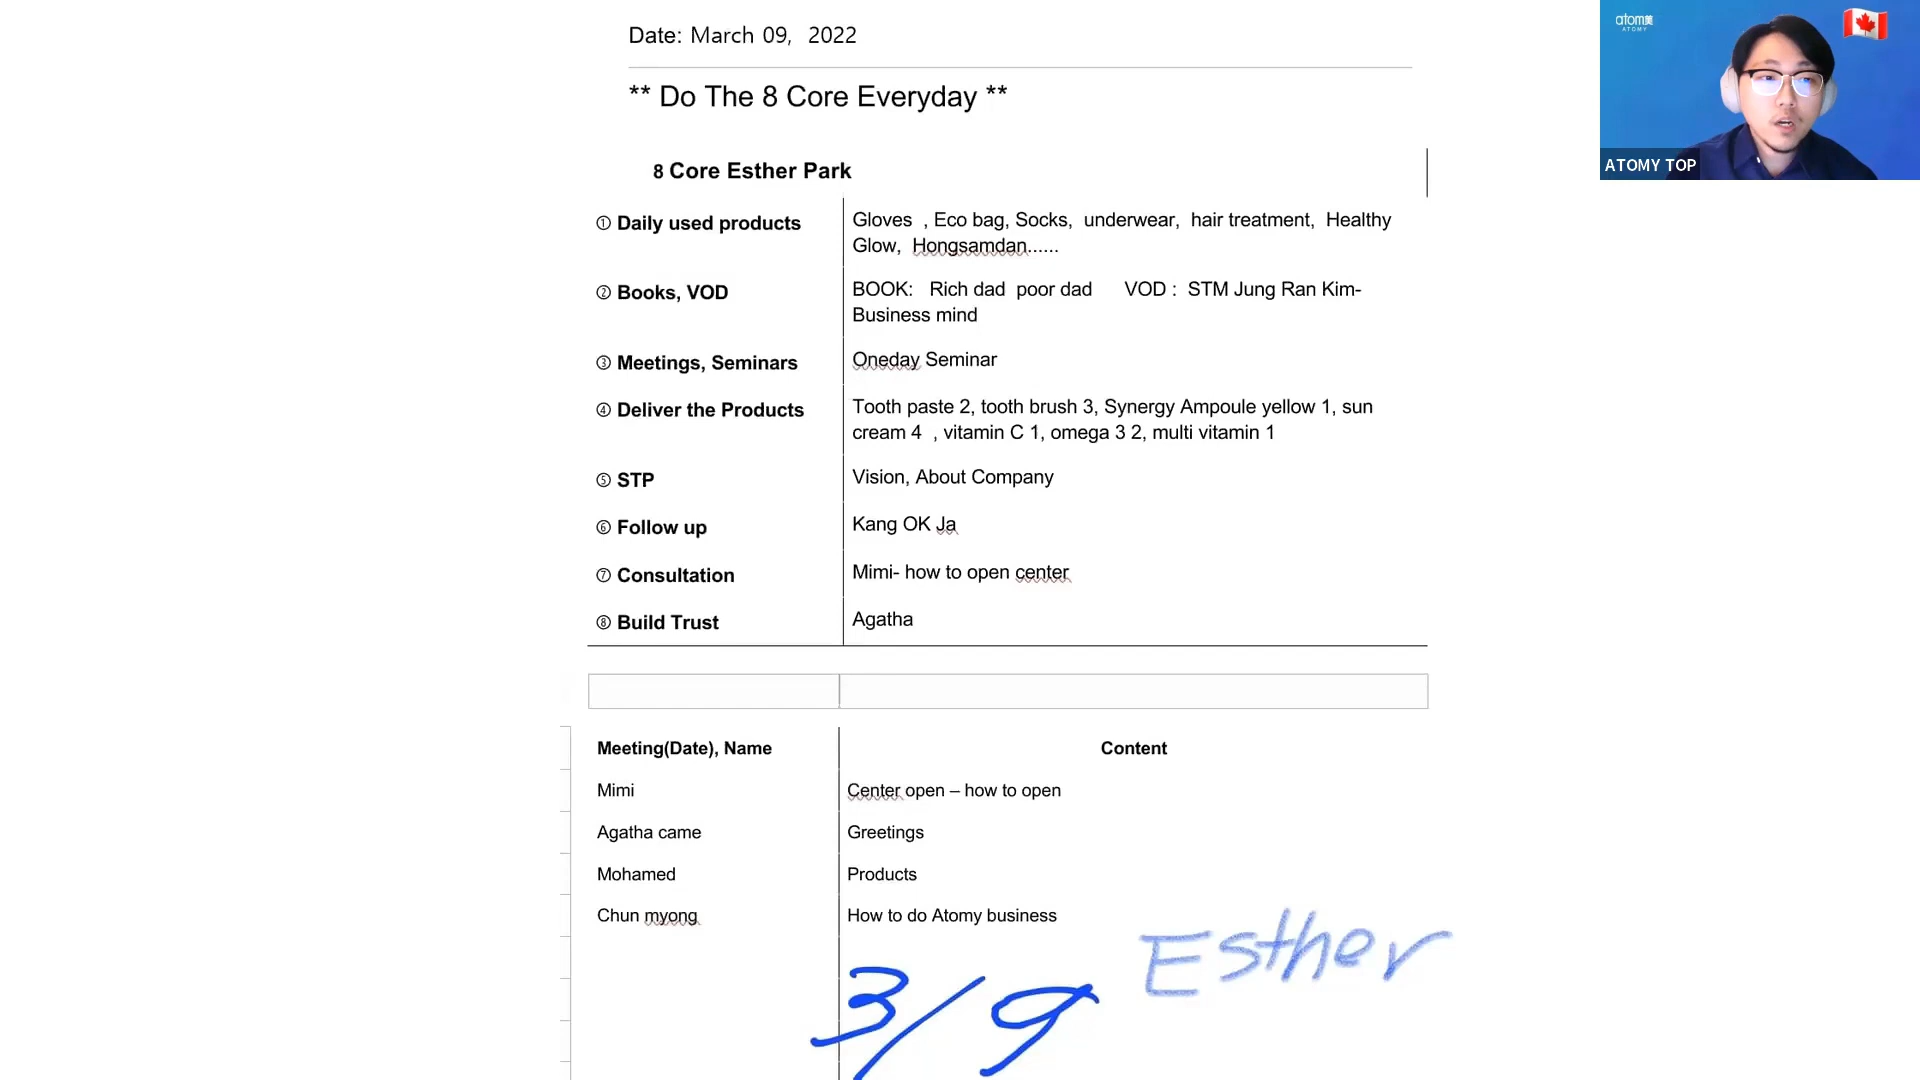 Date: March 09,  2022
** Do The 8 Core Everyday **
8 Core Esther Park
① Daily used products
Gloves  , Eco bag, Socks,  underwear,  hair treatment,  Healthy
Glow,  Hongsamdan......
② Books, VOD
BOOK:   Rich dad  poor dad      VOD :  STM Jung Ran Kim-
Business mind
③ Meetings, Seminars
Oneday Seminar
④ Deliver the Products
Tooth paste 2, tooth brush 3, Synergy Ampoule yellow 1, sun
cream 4  , vitamin C 1, omega 3 2, multi vitamin 1
⑤ STP
Vision, About Company
⑥ Follow up
Kang OK Ja
⑦ Consultation
Mimi- how to open center
⑧ Build Trust
Agatha
Meeting(Date), Name
Content
Mimi
Center open – how to open
Agatha came
Greetings
Mohamed
Products
Chun myong
How to do Atomy business
Esther
3/9
atom美
ATOMY
ATOMY TOP